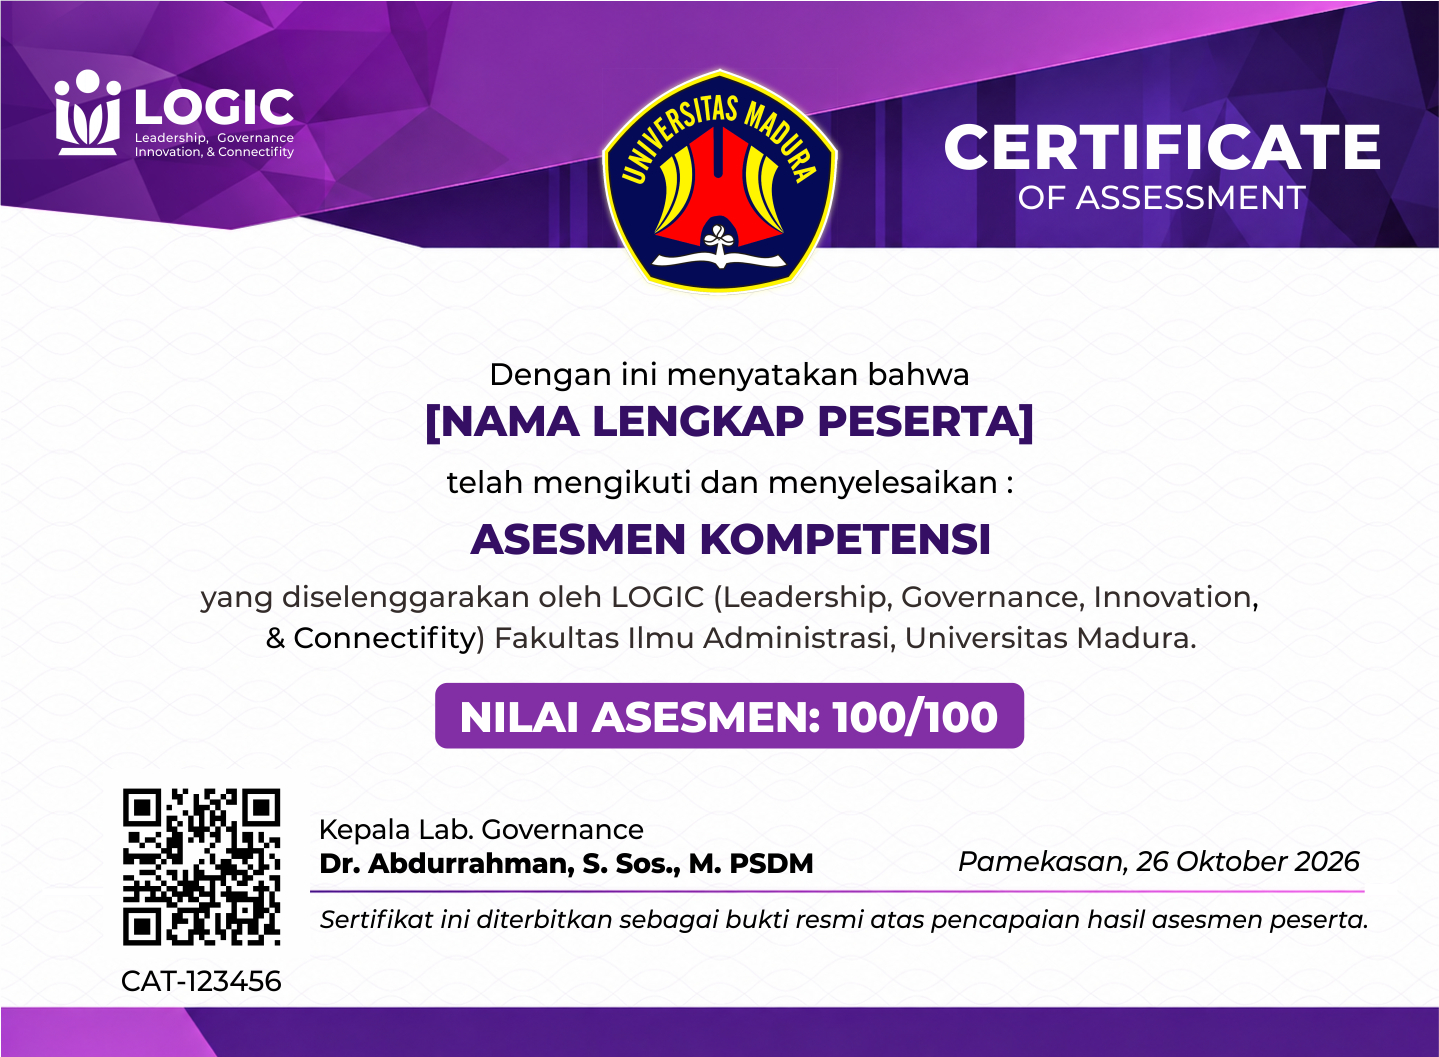 LOGIC
Leadership, Governance
Innovation, & Connectifity
UNIVERSITAS MADURA
CERTIFICATE
OF ASSESSMENT
Dengan ini menyatakan bahwa
[NAMA LENGKAP PESERTA]
telah mengikuti dan menyelesaikan :
ASESMEN KOMPETENSI
yang diselenggarakan oleh LOGIC (Leadership, Governance, Innovation,
& Connectifity) Fakultas Ilmu Administrasi, Universitas Madura.
NILAI ASESMEN: 100/100
Kepala Lab. Governance
Dr. Abdurrahman, S. Sos., M. PSDM
Pamekasan, 26 Oktober 2026
Sertifikat ini diterbitkan sebagai bukti resmi atas pencapaian hasil asesmen peserta.
CAT-123456